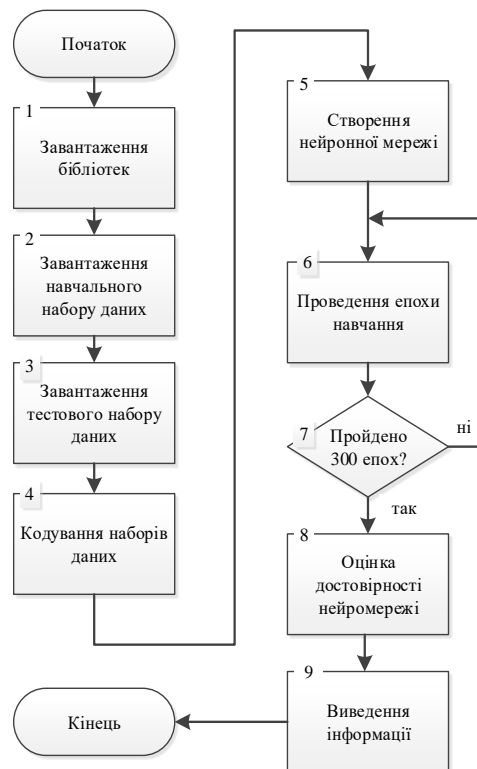 Початок
1
Завантаження
бібліотек
2
Завантаження
навчального
набору даних
3
Завантаження
тестового набору
даних
4
Кодування наборів
даних
5
Створення
нейронної мережі
6
Проведення епохи
навчання
7
Пройдено
300 епох?
ні
так
8
Оцінка
достовірності
нейромережі
9
Виведення
інформації
Кінець